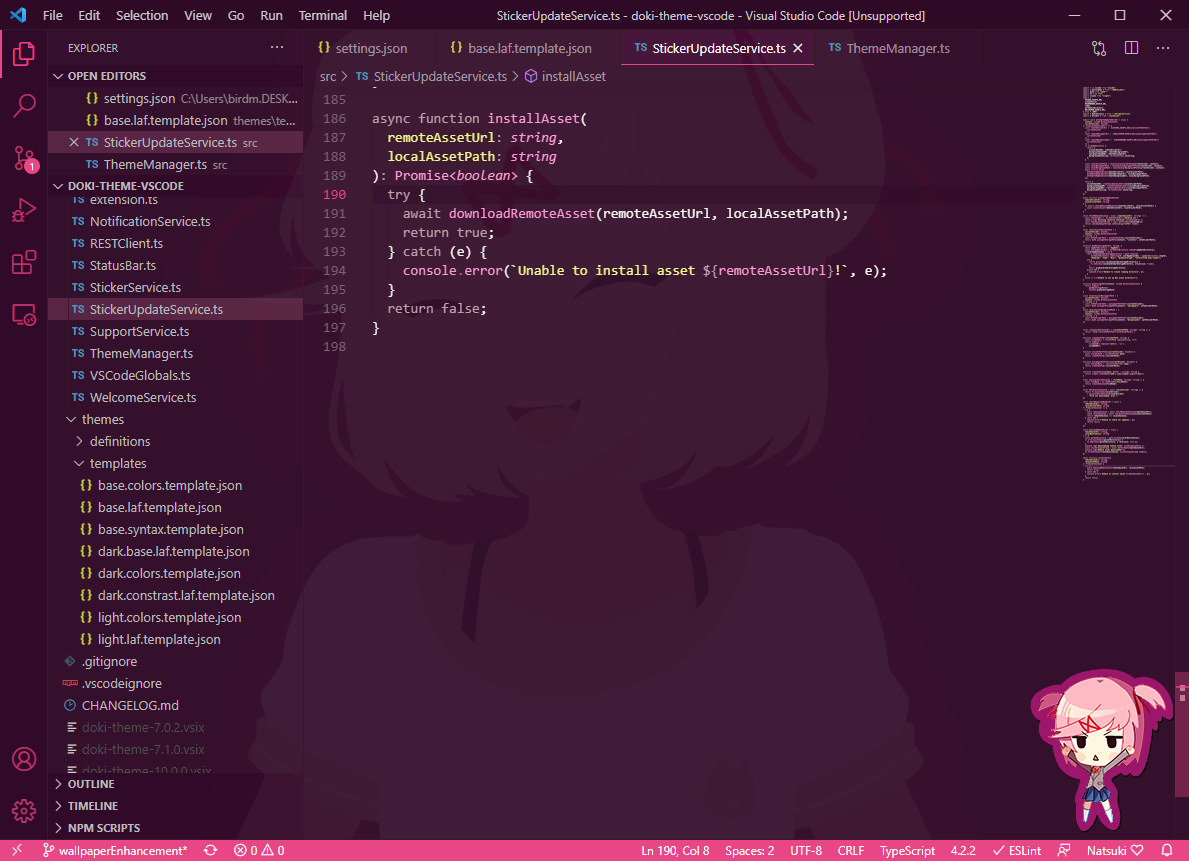 File Edit Selection View Go Run Terminal Help
StickerUpdateService.ts - doki-theme-vscode - Visual Studio Code [Unsupported]
EXPLORER ···
OPEN EDITORS
{} settings.json C:\Users\birdm.DESK...
{} base.laf.template.json themes\te...
TS StickerUpdateService.ts src
TS ThemeManager.ts src
DOKI-THEME-VSCODE
extension.ts
TS NotificationService.ts
TS RESTClient.ts
TS StatusBar.ts
TS StickerService.ts
TS StickerUpdateService.ts
TS SupportService.ts
TS ThemeManager.ts
TS VSCodeGlobals.ts
TS WelcomeService.ts
themes
definitions
templates
{} base.colors.template.json
{} base.laf.template.json
{} base.syntax.template.json
{} dark.base.laf.template.json
{} dark.colors.template.json
{} dark.constrast.laf.template.json
{} light.colors.template.json
{} light.laf.template.json
.gitignore
npm .vscodeignore
CHANGELOG.md
doki-theme-7.0.2.vsix
doki-theme-7.1.0.vsix
doki-theme-10.0.0.vsix
OUTLINE
TIMELINE
NPM SCRIPTS
1
{} settings.json {} base.laf.template.json TS StickerUpdateService.ts TS ThemeManager.ts
src > TS StickerUpdateService.ts > installAsset
185
186 async function installAsset(
187 remoteAssetUrl: string,
188 localAssetPath: string
189 ): Promise<boolean> {
190 try {
191 await downloadRemoteAsset(remoteAssetUrl, localAssetPath);
192 return true;
193 } catch (e) {
194 console.error(`Unable to install asset ${remoteAssetUrl}!`, e);
195 }
196 return false;
197 }
198
wallpaperEnhancement* 0 0 Ln 190, Col 8 Spaces: 2 UTF-8 CRLF TypeScript 4.2.2 ESLint Natsuki